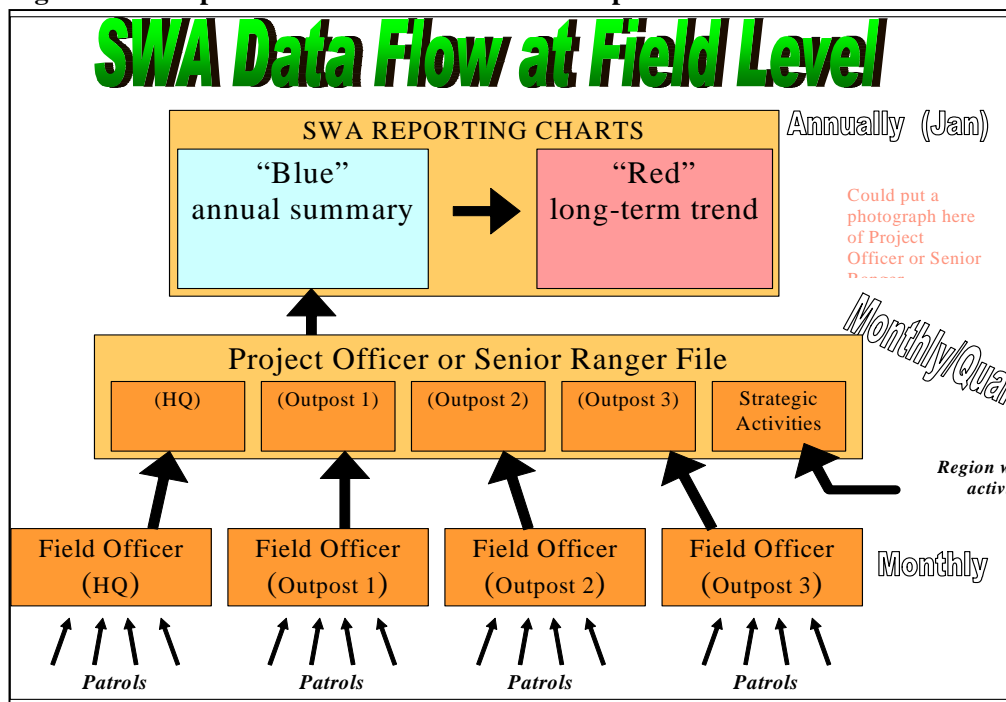 SWA Data Flow at Field Level
SWA REPORTING CHARTS
Annually (Jan)
“Blue”
annual summary
“Red”
long-term trend
Could put a
photograph here
of Project
Officer or Senior
Ranger
Project Officer or Senior Ranger File
(HQ)
(Outpost 1)
(Outpost 2)
(Outpost 3)
Strategic
Activities
Region
Field Officer
(HQ)
Field Officer
(Outpost 1)
Field Officer
(Outpost 2)
Field Officer
(Outpost 3)
Monthly
Patrols
Patrols
Patrols
Patrols